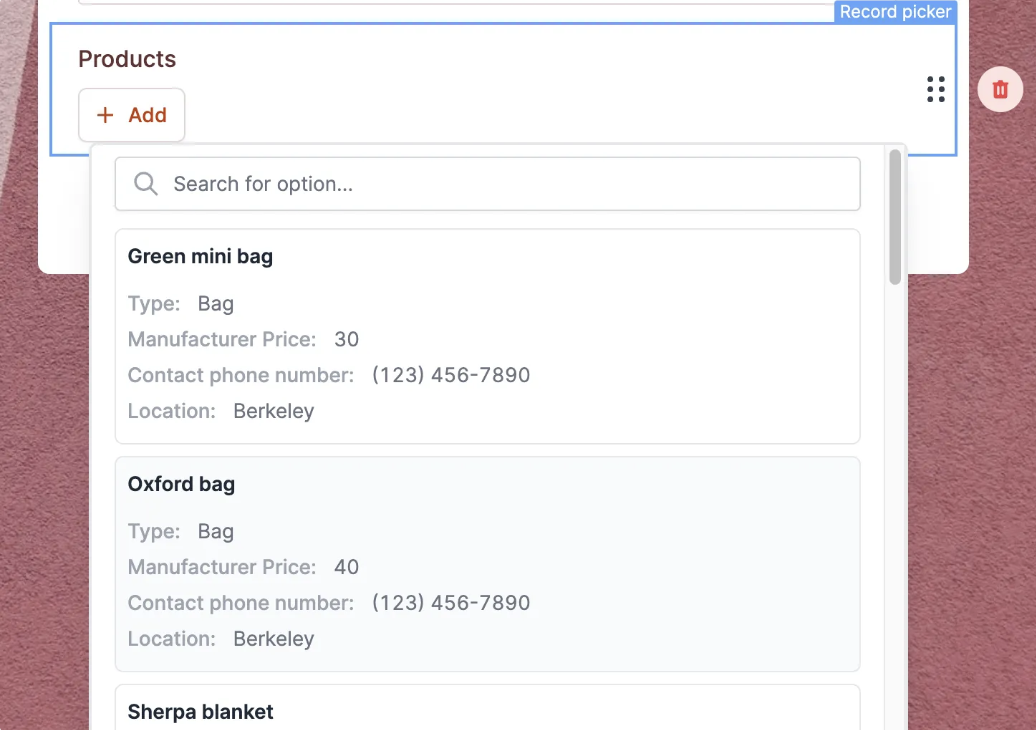 Record picker
Products
+ Add
Search for option...
Green mini bag
Type: Bag
Manufacturer Price: 30
Contact phone number: (123) 456-7890
Location: Berkeley
Oxford bag
Type: Bag
Manufacturer Price: 40
Contact phone number: (123) 456-7890
Location: Berkeley
Sherpa blanket